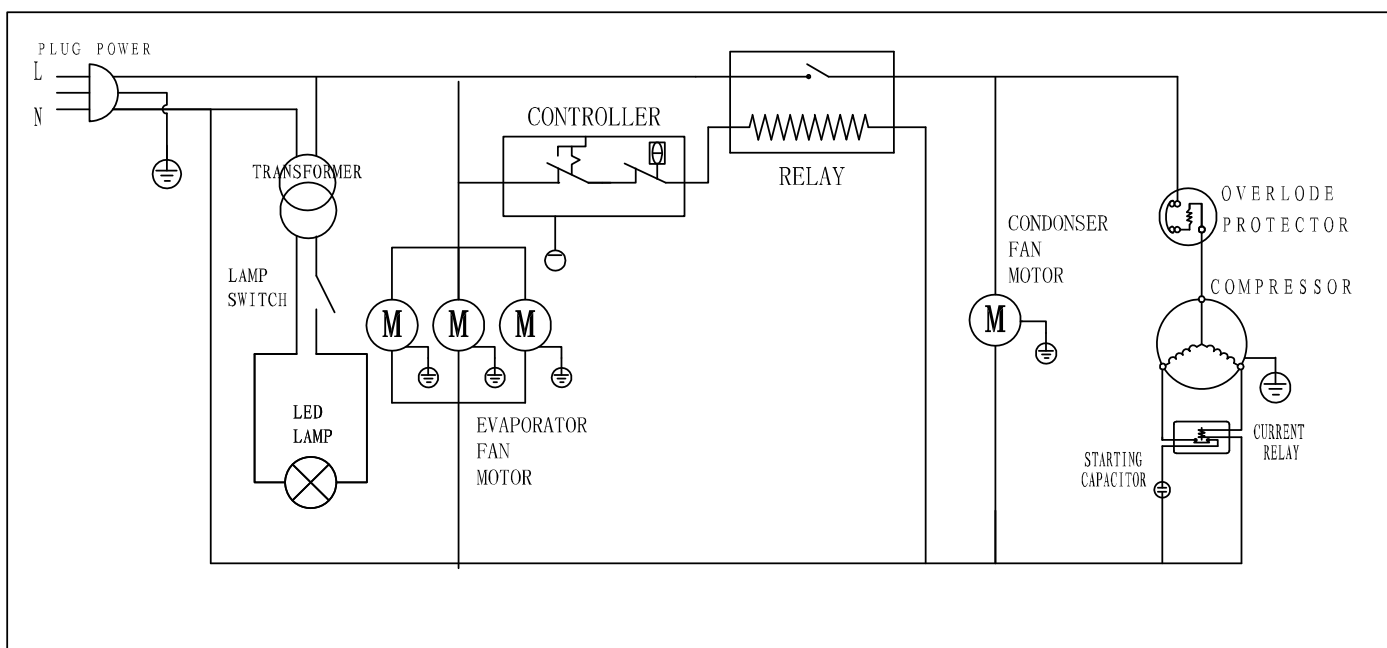 PLUG POWER
L
N
CONTROLLER
RELAY
TRANSFORMER
OVERLODE
PROTECTOR
CONDONSER
FAN
MOTOR
LAMP
SWITCH
COMPRESSOR
M
M
M
M
LED
LAMP
EVAPORATOR
FAN
MOTOR
CURRENT
RELAY
STARTING
CAPACITOR